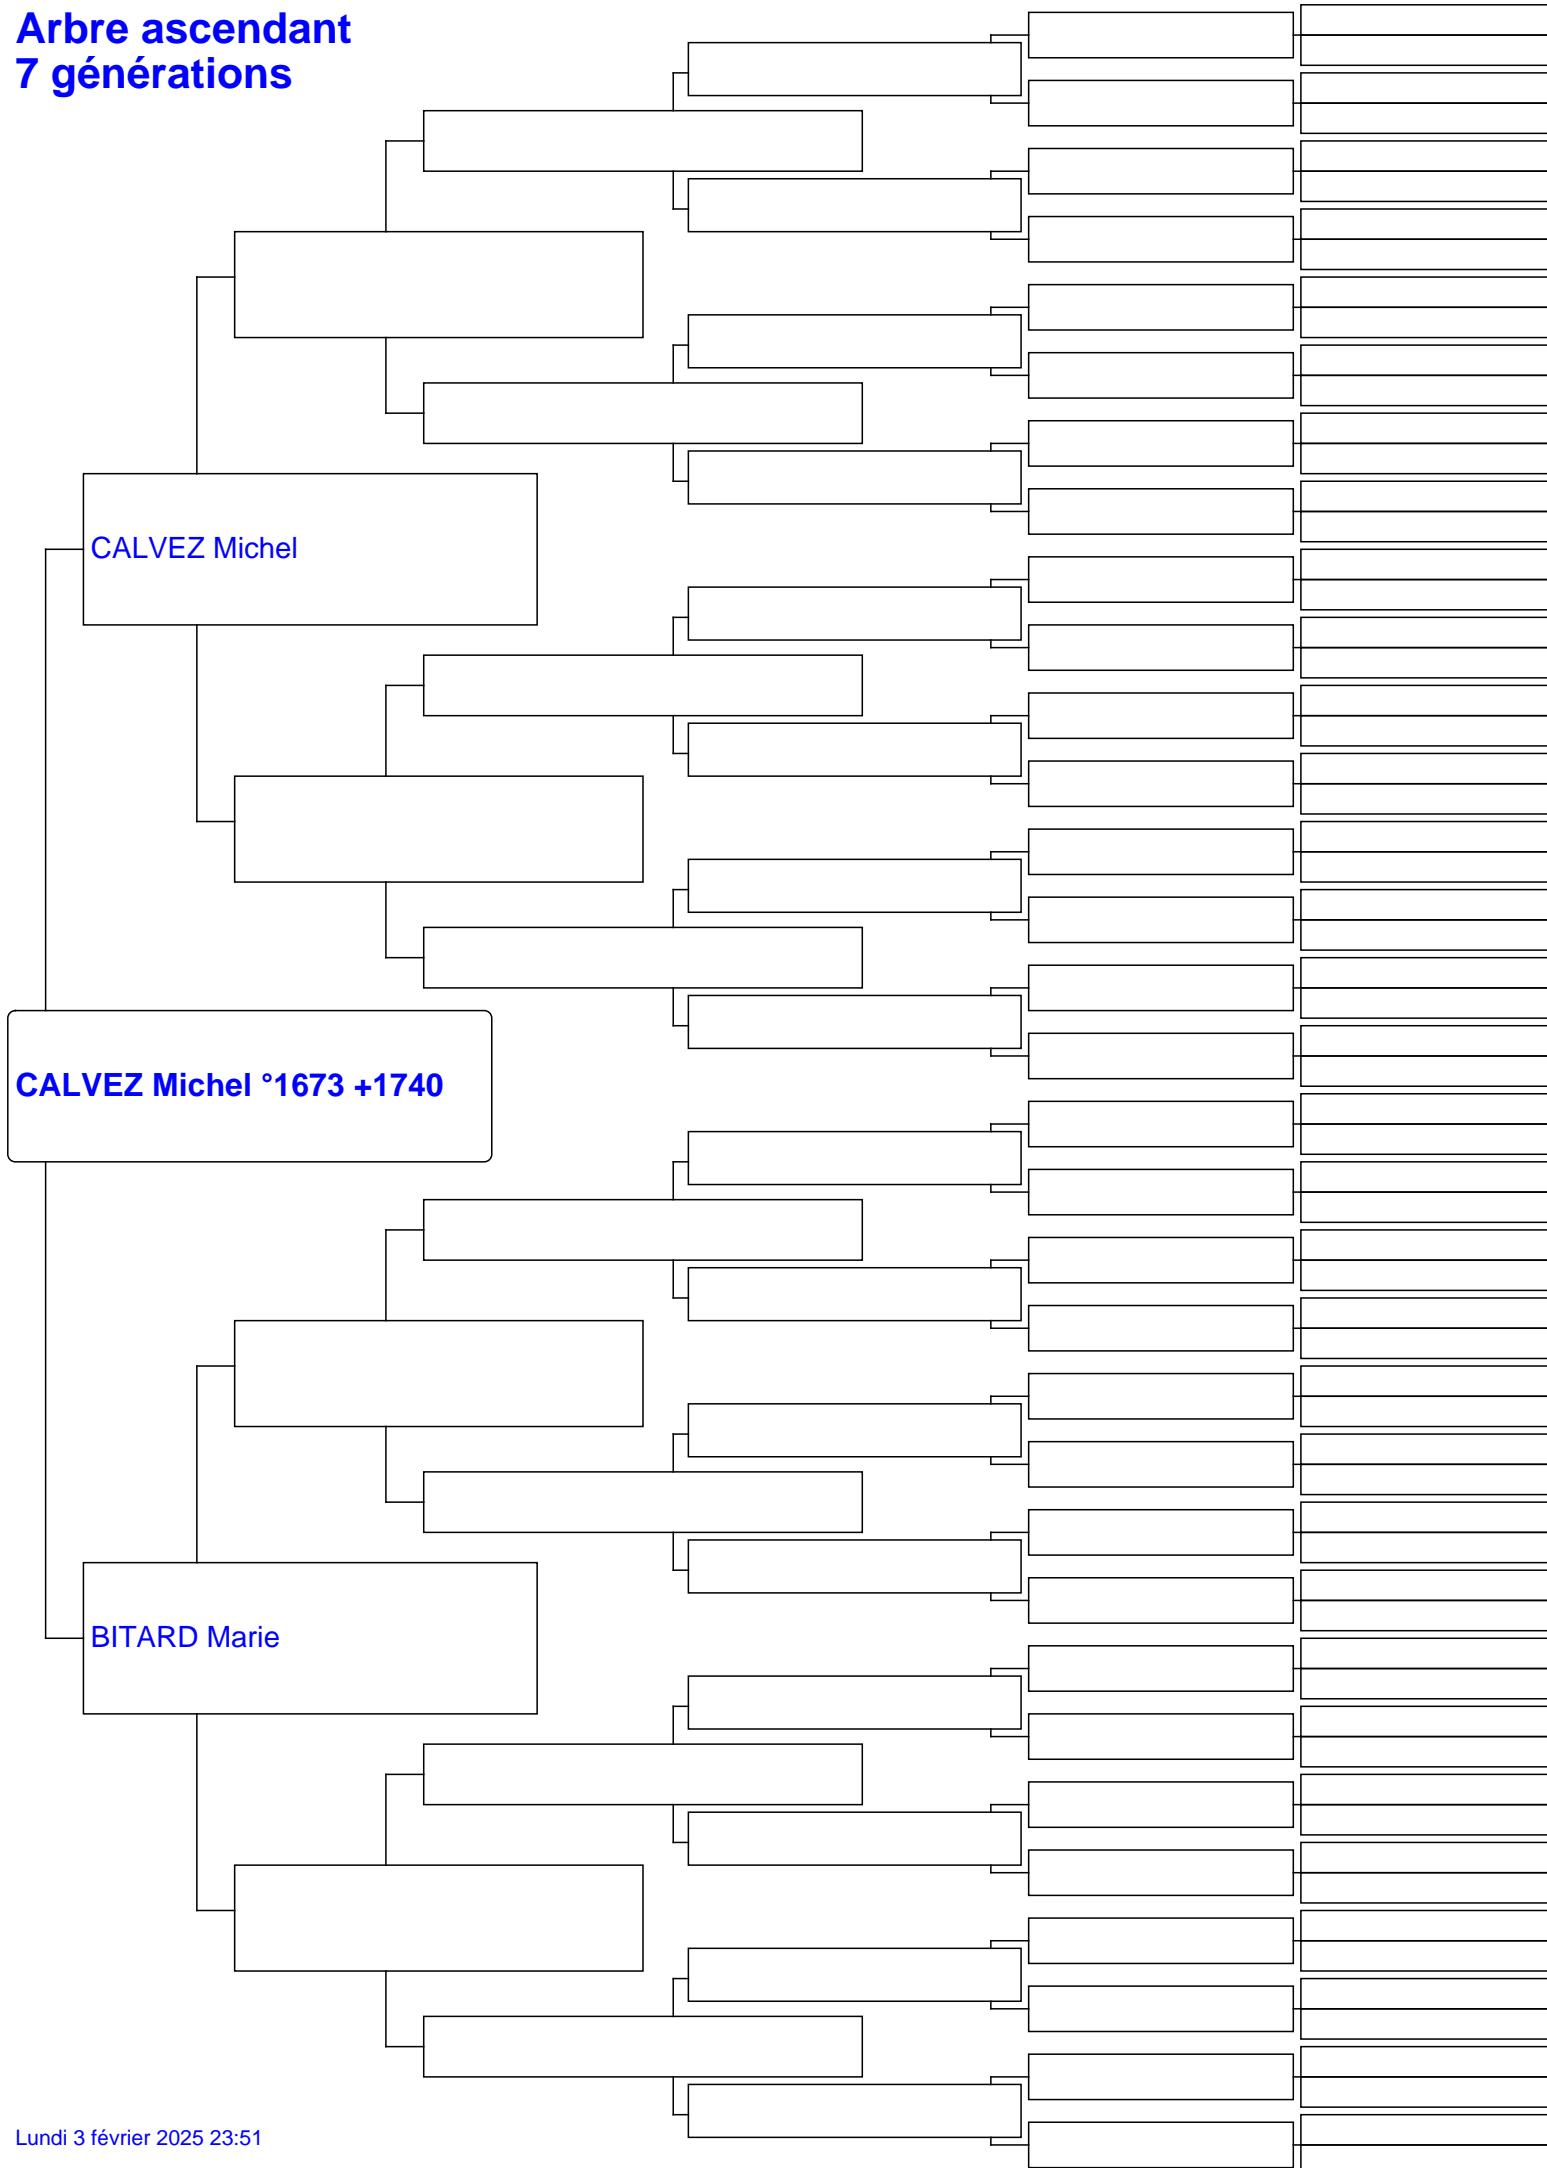 Arbre ascendant
7 générations
CALVEZ Michel
CALVEZ Michel °1673 +1740
BITARD Marie
Lundi 3 février 2025 23:51